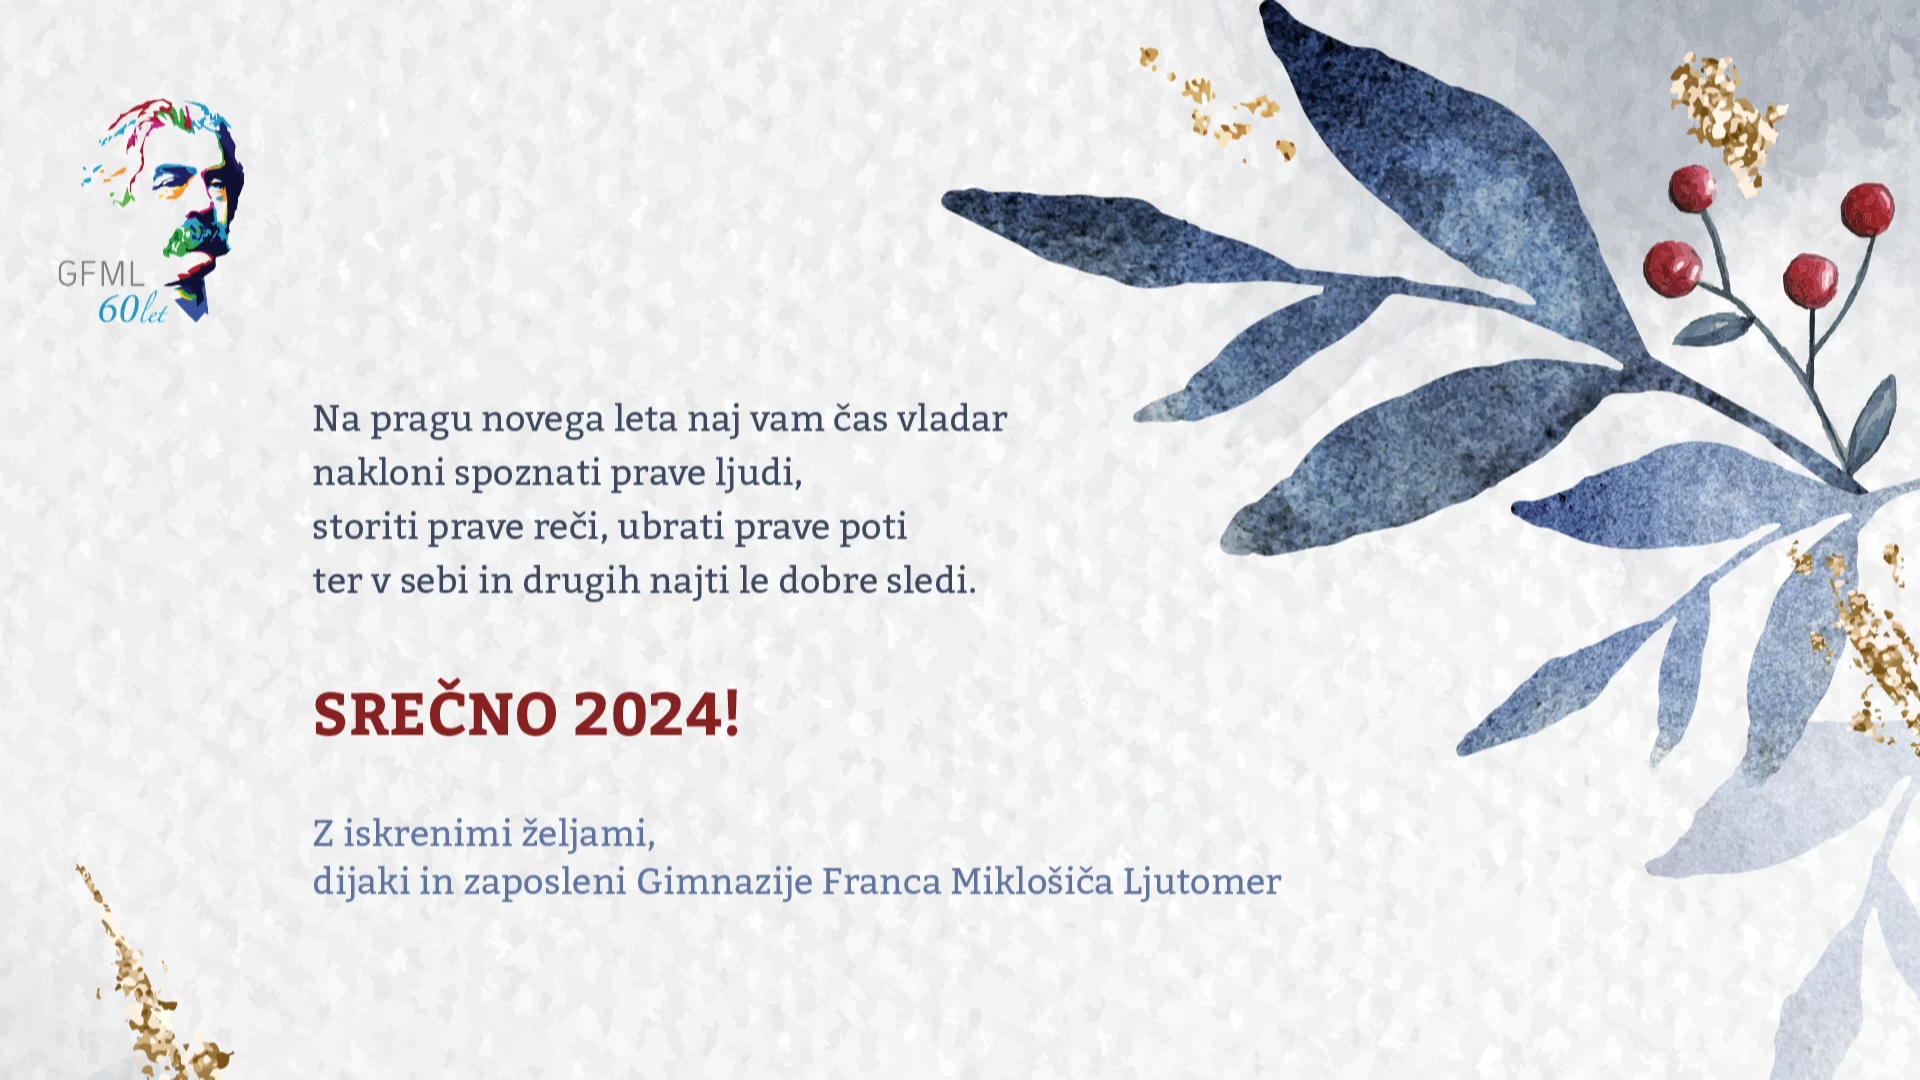 GFML
60let
Na pragu novega leta naj vam čas vladar
nakloni spoznati prave ljudi,
storiti prave reči, ubrati prave poti
ter v sebi in drugih najti le dobre sledi.
SREČNO 2024!
Z iskrenimi željami,
dijaki in zaposleni Gimnazije Franca Miklošiča Ljutomer